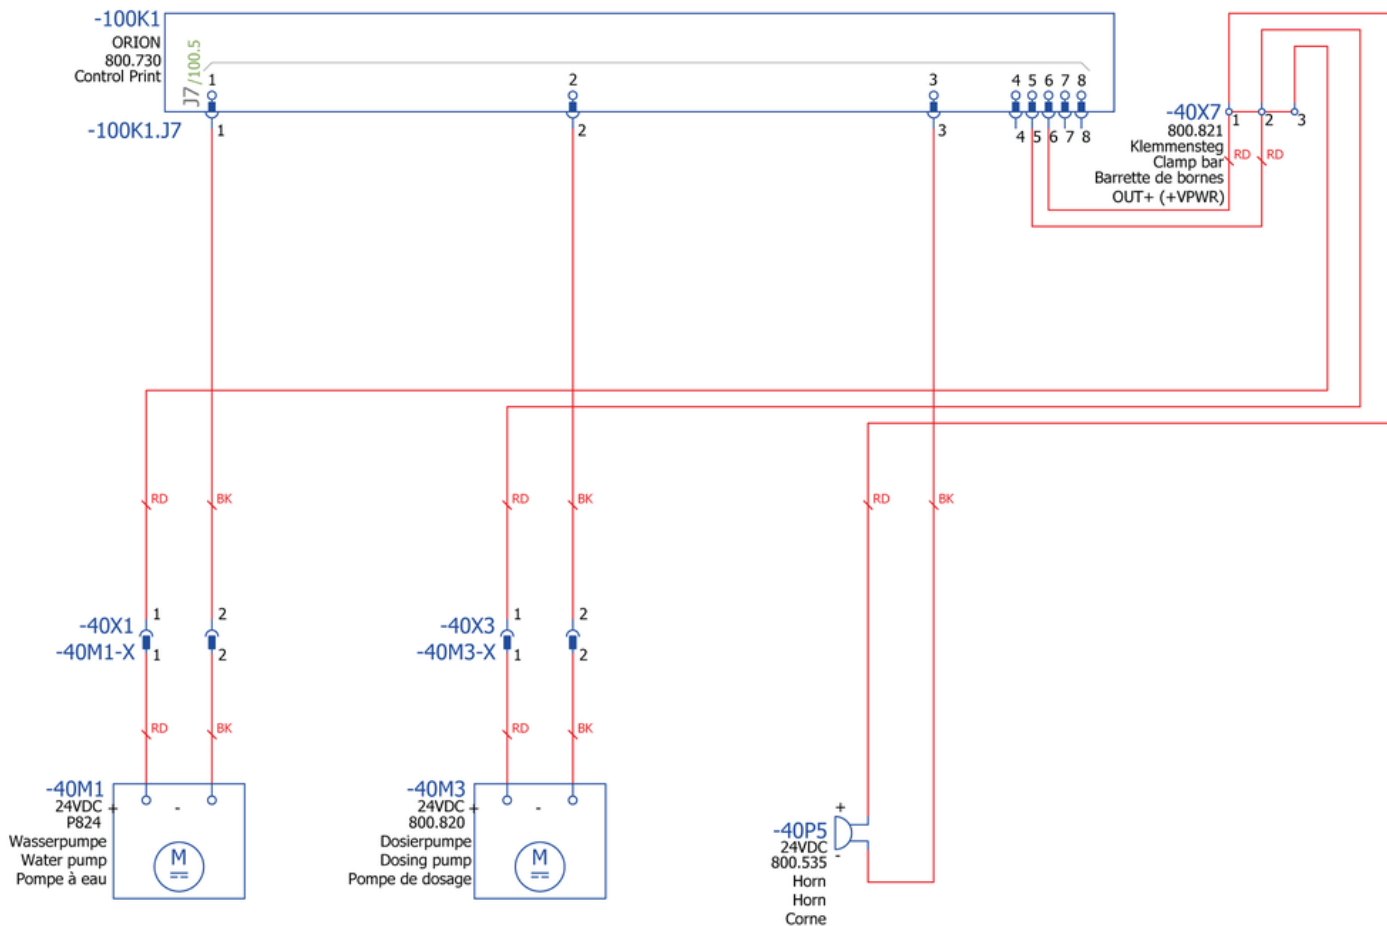 -100K1
ORION
800.730
Control Print
J7/100.5
1 2 3 4 5 6 7 8
-100K1.J7
1 2 3 4 5 6 7 8
-40X7
1 2 3
800.821
Klemmensteg
Clamp bar
Barrette de bornes
OUT+ (+VPWR)
RD RD
RD BK RD BK RD BK
-40X1 1 2
-40M1-X 1 2
-40X3 1 2
-40M3-X 1 2
RD BK RD BK
-40M1
24VDC + -
P824
Wasserpumpe
Water pump
Pompe à eau
M
-40M3
24VDC + -
800.820
Dosierpumpe
Dosing pump
Pompe de dosage
M
+
-40P5
24VDC -
800.535
Horn
Horn
Corne